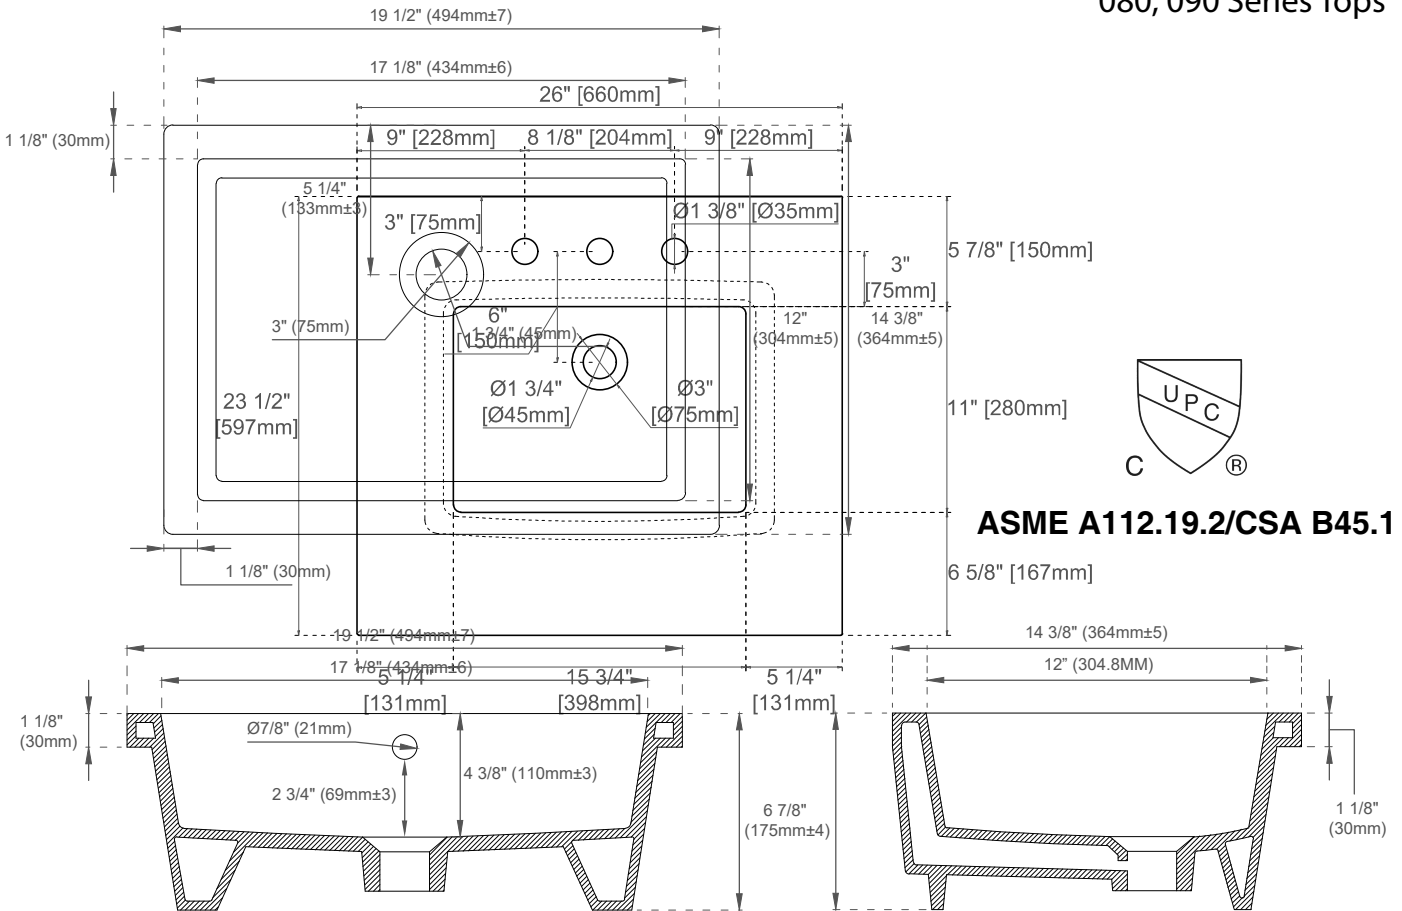 080, 090 Series Tops
19 1/2" (494mm±7)
17 1/8" (434mm±6)
26" [660mm]
1 1/8" (30mm)
9" [228mm]
8 1/8" [204mm]
9" [228mm]
5 1/4"
(133mm±3)
3" [75mm]
Ø1 3/8" [Ø35mm]
5 7/8" [150mm]
3"
[75mm]
3" (75mm)
6"
[150mm]
1 3/4" (45mm)
12"
(304mm±5)
14 3/8"
(364mm±5)
Ø1 3/4"
[Ø45mm]
Ø3"
[Ø75mm]
23 1/2"
[597mm]
11" [280mm]
UPC
C
®
ASME A112.19.2/CSA B45.1
1 1/8" (30mm)
6 5/8" [167mm]
19 1/2" (494mm±7)
17 1/8" (434mm±6)
5 1/4"
[131mm]
15 3/4"
[398mm]
5 1/4"
[131mm]
14 3/8" (364mm±5)
12” (304.8MM)
1 1/8"
(30mm)
Ø7/8" (21mm)
4 3/8" (110mm±3)
2 3/4" (69mm±3)
6 7/8"
(175mm±4)
1 1/8"
(30mm)